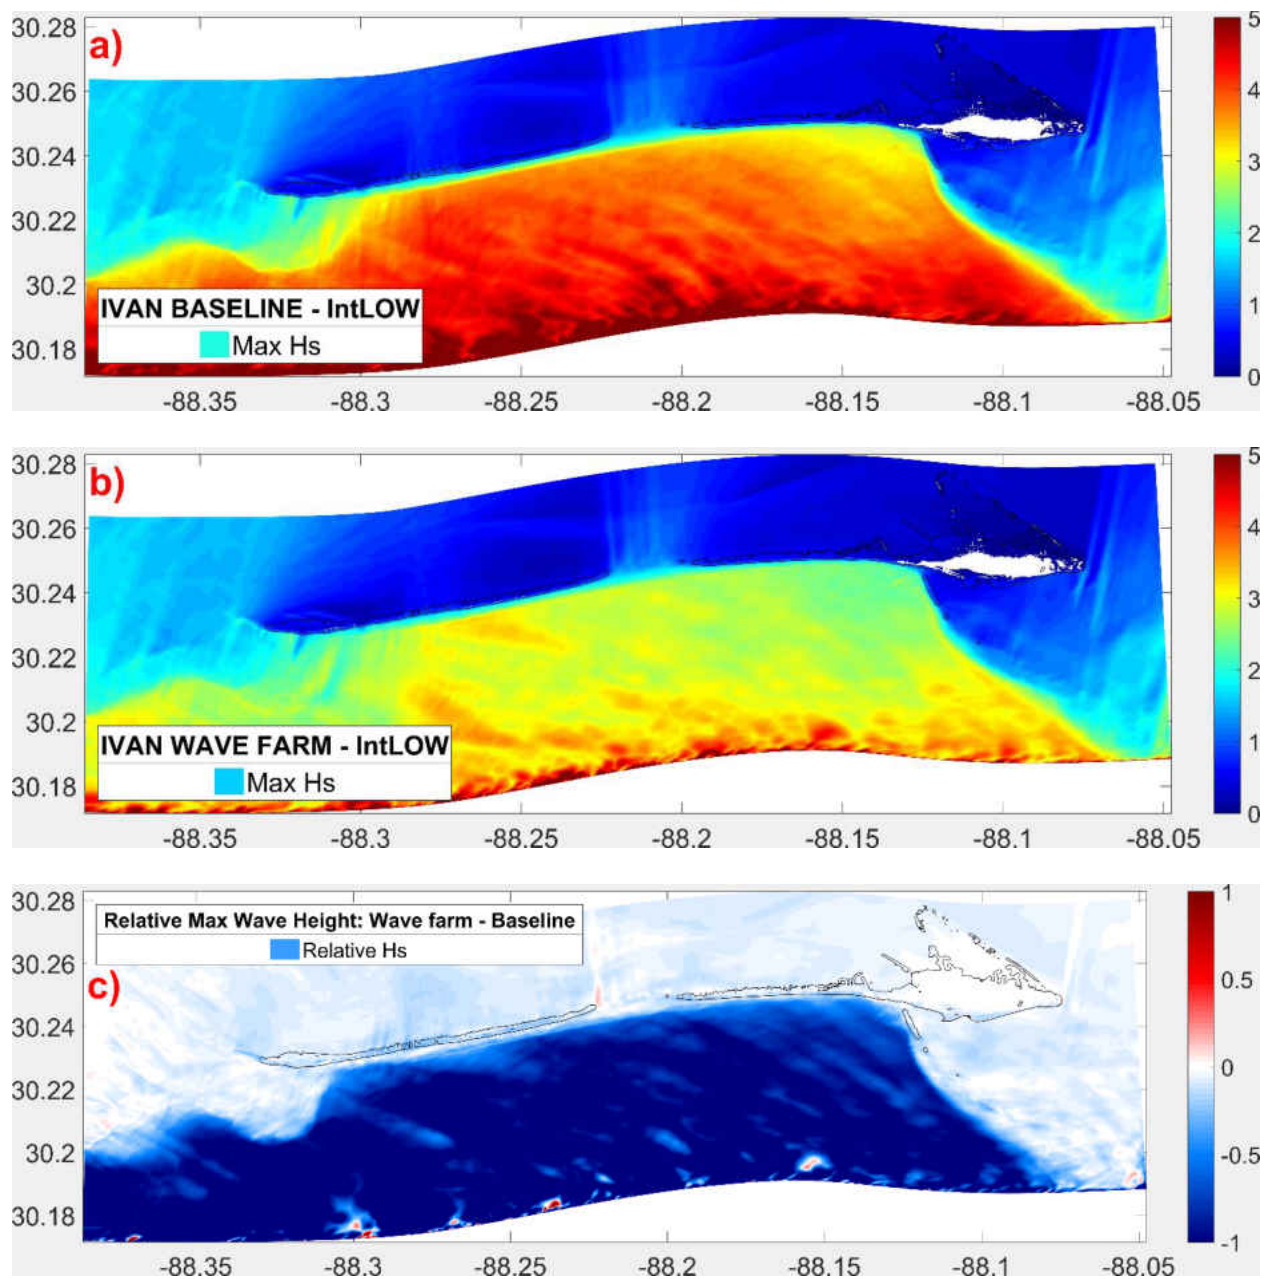 a)
30.28
30.26
30.24
30.22
30.2
30.18
IVAN BASELINE - IntLOW
Max Hs
-88.35 -88.3 -88.25 -88.2 -88.15 -88.1 -88.05
5
4
3
2
1
0
b)
30.28
30.26
30.24
30.22
30.2
30.18
IVAN WAVE FARM - IntLOW
Max Hs
-88.35 -88.3 -88.25 -88.2 -88.15 -88.1 -88.05
5
4
3
2
1
0
Relative Max Wave Height: Wave farm - Baseline
Relative Hs
c)
30.28
30.26
30.24
30.22
30.2
30.18
-88.35 -88.3 -88.25 -88.2 -88.15 -88.1 -88.05
1
0.5
0
-0.5
-1